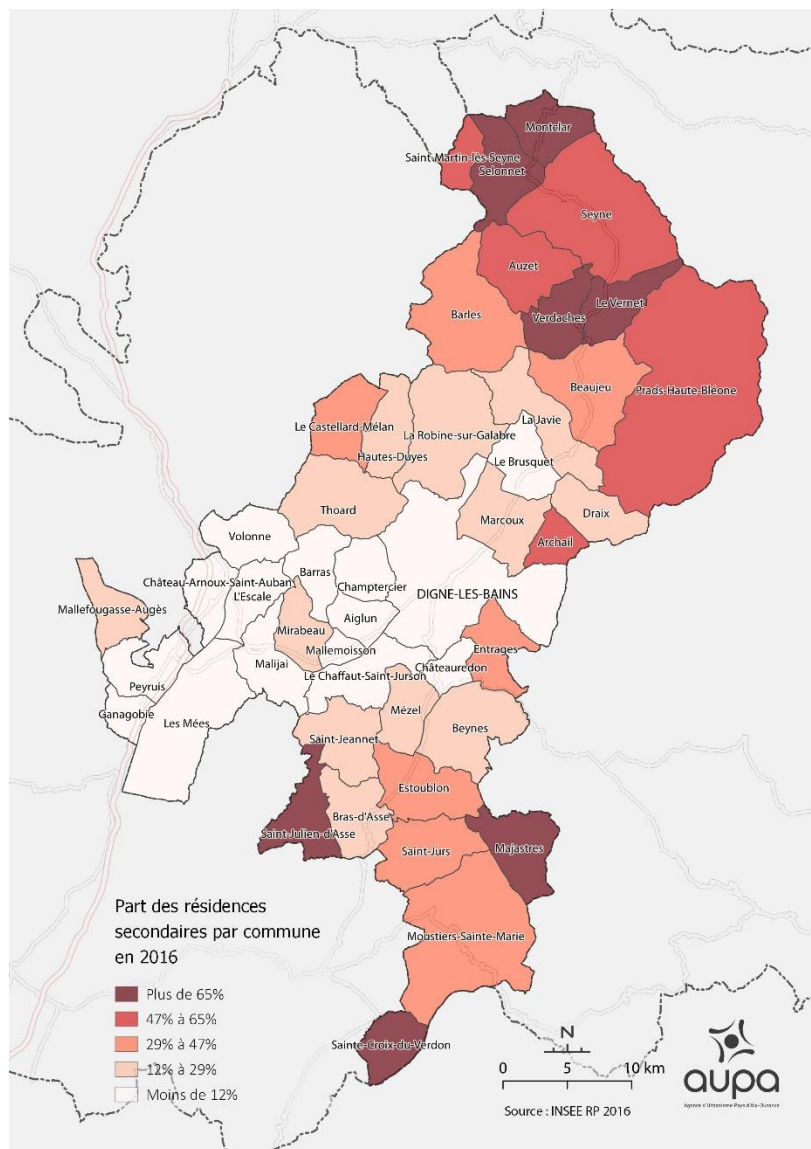 Montclar
Saint-Martin-lès-Seyne
Selonnet
Seyne
Auzet
Le Vernet
Verdaches
Barles
Beaujeu
Prads-Haute-Bléone
Le Castellard-Mélan
La Javie
La Robine-sur-Galabre
Hautes-Duyes
Le Brusquet
Thoard
Marcoux
Draix
Volonne
Archail
Barras
Château-Arnoux-Saint-Auban
Champtercier
L'Escale
DIGNE-LES-BAINS
Mallefougasse-Augès
Aiglun
Mirabeau
Mallemoisson
Entrages
Malijai
Châteauredon
Le Chaffaut-Saint-Jurson
Peyruis
Ganagobie
Les Mées
Mézel
Beynes
Saint-Jeannet
Estoublon
Bras-d'Asse
Saint-Julien-d'Asse
Saint-Jurs
Majastres
Moustiers-Sainte-Marie
Sainte-Croix-du-Verdon
Part des résidences
secondaires par commune
en 2016
Plus de 65%
47% à 65%
29% à 47%
12% à 29%
Moins de 12%
N
0 5 10 km
Source : INSEE RP 2016
aupa
Agence d'Urbanisme Pays d'Aix-Durance